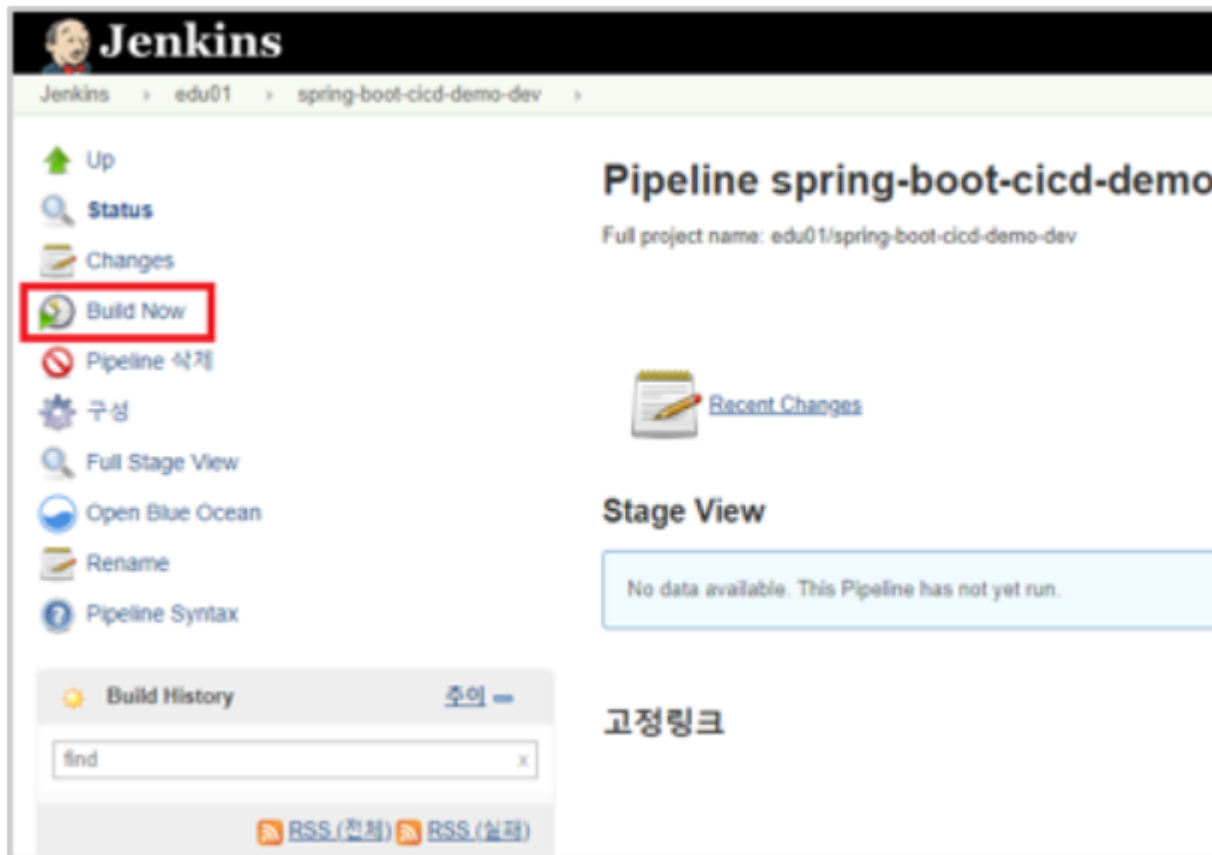 Jenkins
Jenkins › edu01 › spring-boot-cicd-demo-dev ›
Up
Status
Changes
Build Now
Pipeline 삭제
구성
Full Stage View
Open Blue Ocean
Rename
Pipeline Syntax
Build History 추이
find x
RSS (전체) RSS (실패)
Pipeline spring-boot-cicd-demo
Full project name: edu01/spring-boot-cicd-demo-dev
Recent Changes
Stage View
No data available. This Pipeline has not yet run.
고정링크